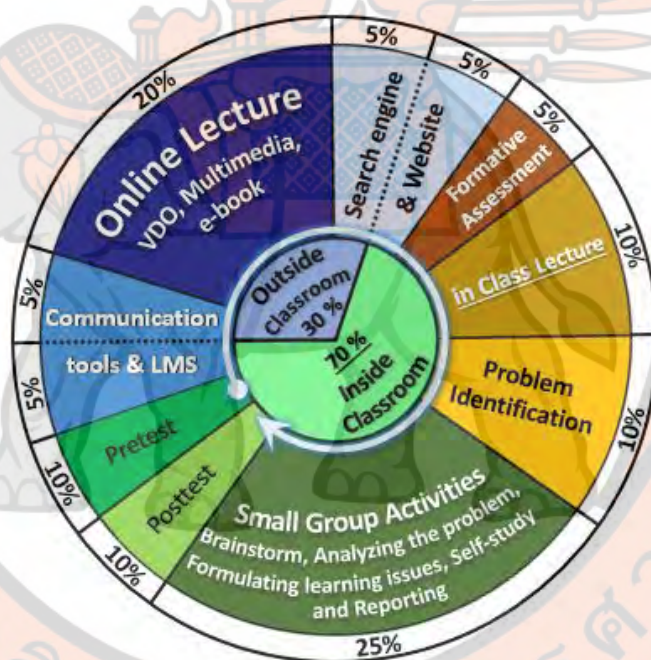 5%
5%
5%
10%
10%
25%
10%
10%
5%
5%
20%
Online Lecture
VDO, Multimedia,
e-book
Search engine
& Website
Formative
Assessment
in Class Lecture
Problem
Identification
Small Group Activities
Brainstorm, Analyzing the problem,
Formulating learning issues, Self-study
and Reporting
Posttest
Pretest
Communication
tools & LMS
Outside
Classroom
30 %
70 %
Inside
Classroom